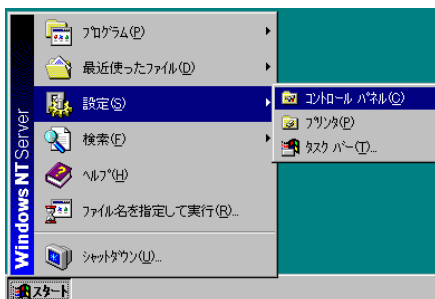 Windows NT Server
ﾌﾟﾛｸﾞﾗﾑ(P)
最近使ったﾌｧｲﾙ(D)
設定(S)
検索(F)
ﾍﾙﾌﾟ(H)
ﾌｧｲﾙ名を指定して実行(R)...
ｼｬｯﾄﾀﾞｳﾝ(U)...
ｺﾝﾄﾛｰﾙ ﾊﾟﾈﾙ(C)
ﾌﾟﾘﾝﾀ(P)
ﾀｽｸ ﾊﾞｰ(T)...
ｽﾀｰﾄ